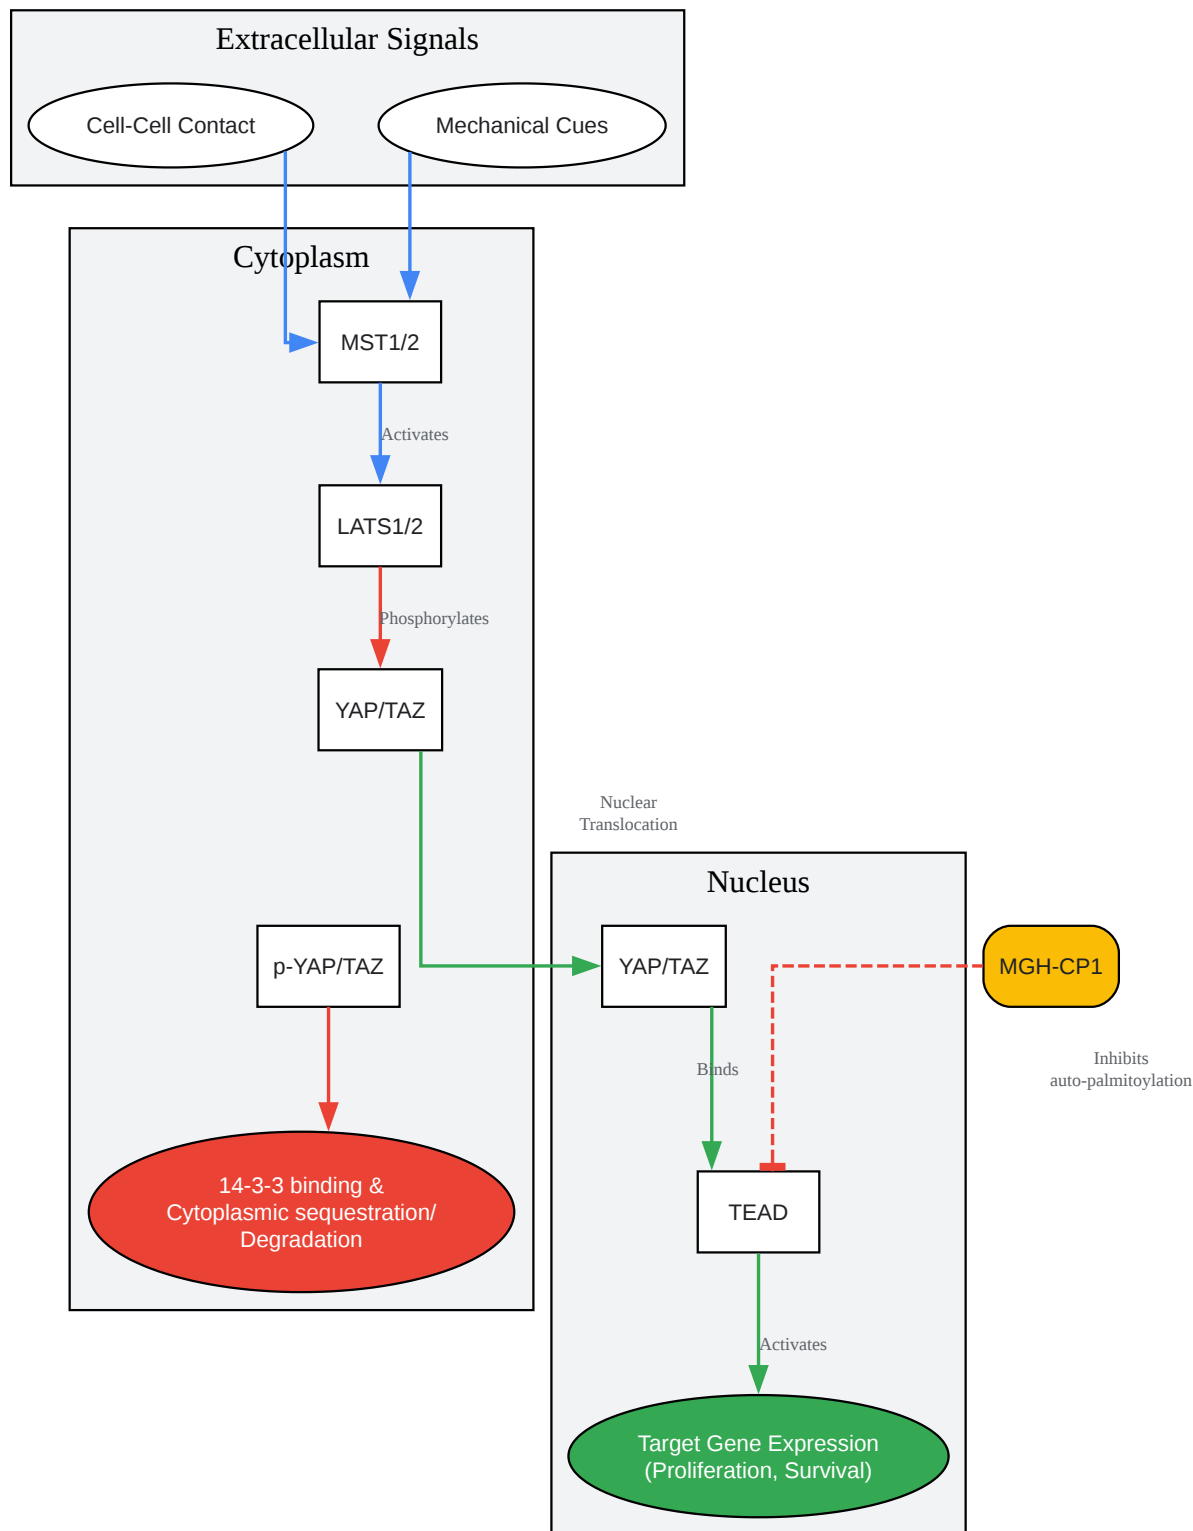 Extracellular Signals
Cell-Cell Contact
Mechanical Cues
Cytoplasm
MST1/2
Activates
LATS1/2
Phosphorylates
YAP/TAZ
Nuclear
Translocation
Nucleus
p-YAP/TAZ
YAP/TAZ
MGH-CP1
Inhibits
auto-palmitoylation
Binds
14-3-3 binding &
Cytoplasmic sequestration/
Degradation
TEAD
Activates
Target Gene Expression
(Proliferation, Survival)